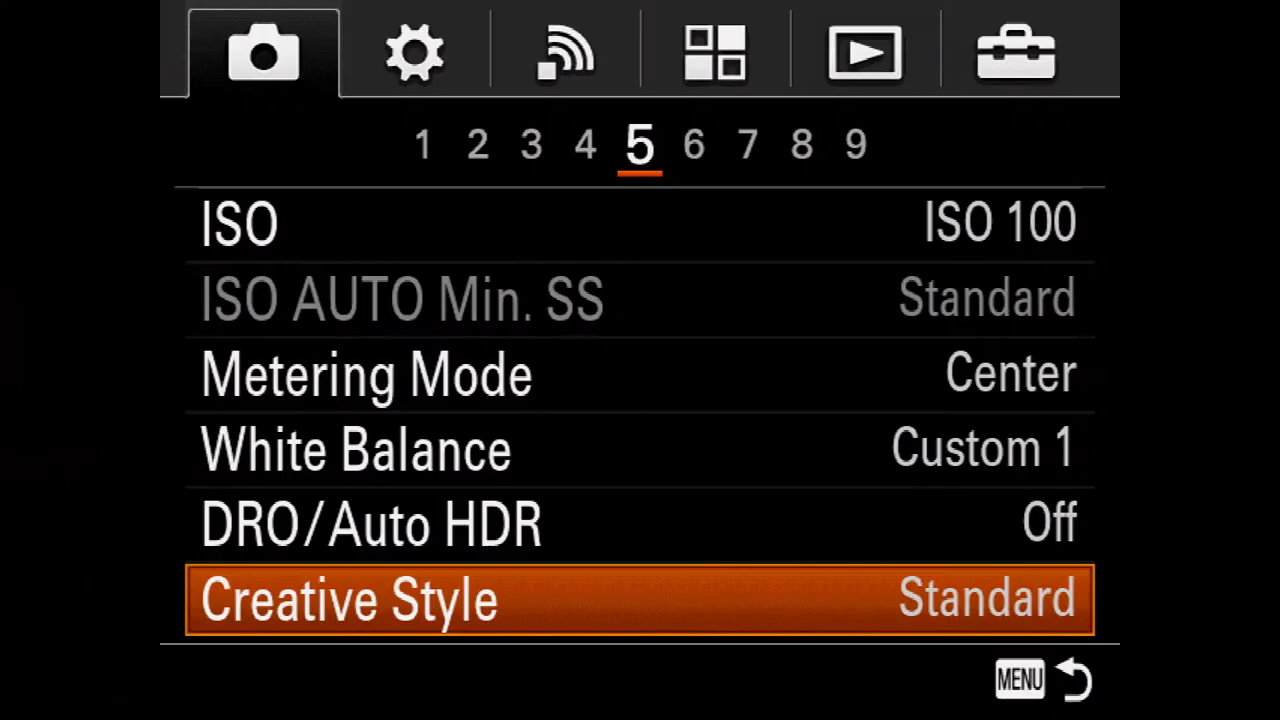 1 2 3 4 5 6 7 8 9
ISO ISO 100
ISO AUTO Min. SS Standard
Metering Mode Center
White Balance Custom 1
DRO/Auto HDR Off
Creative Style Standard
MENU